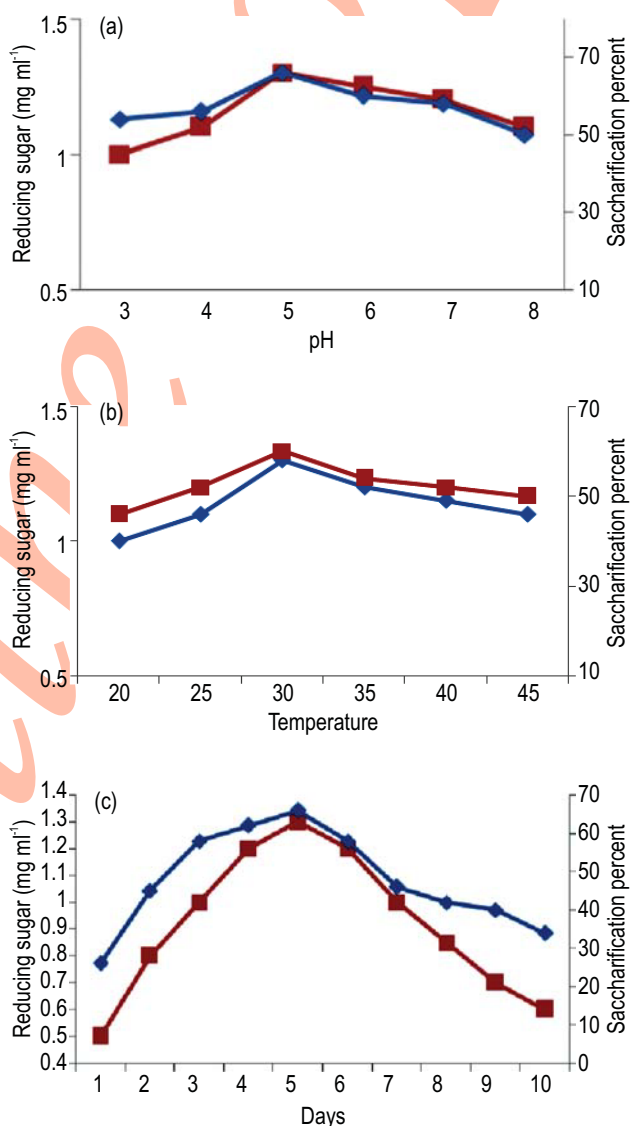 (a)
1.5
1
0.5
Reducing sugar (mg ml-1)
70
50
30
10
Saccharification percent
3 4 5 6 7 8
pH
(b)
1.5
1
0.5
Reducing sugar (mg ml-1)
70
50
30
10
Saccharification percent
20 25 30 35 40 45
Temperature
(c)
1.4
1.3
1.2
1.1
1
0.9
0.8
0.7
0.6
0.5
0.4
Reducing sugar (mg ml-1)
70
60
50
40
30
20
10
0
Saccharification percent
1 2 3 4 5 6 7 8 9 10
Days